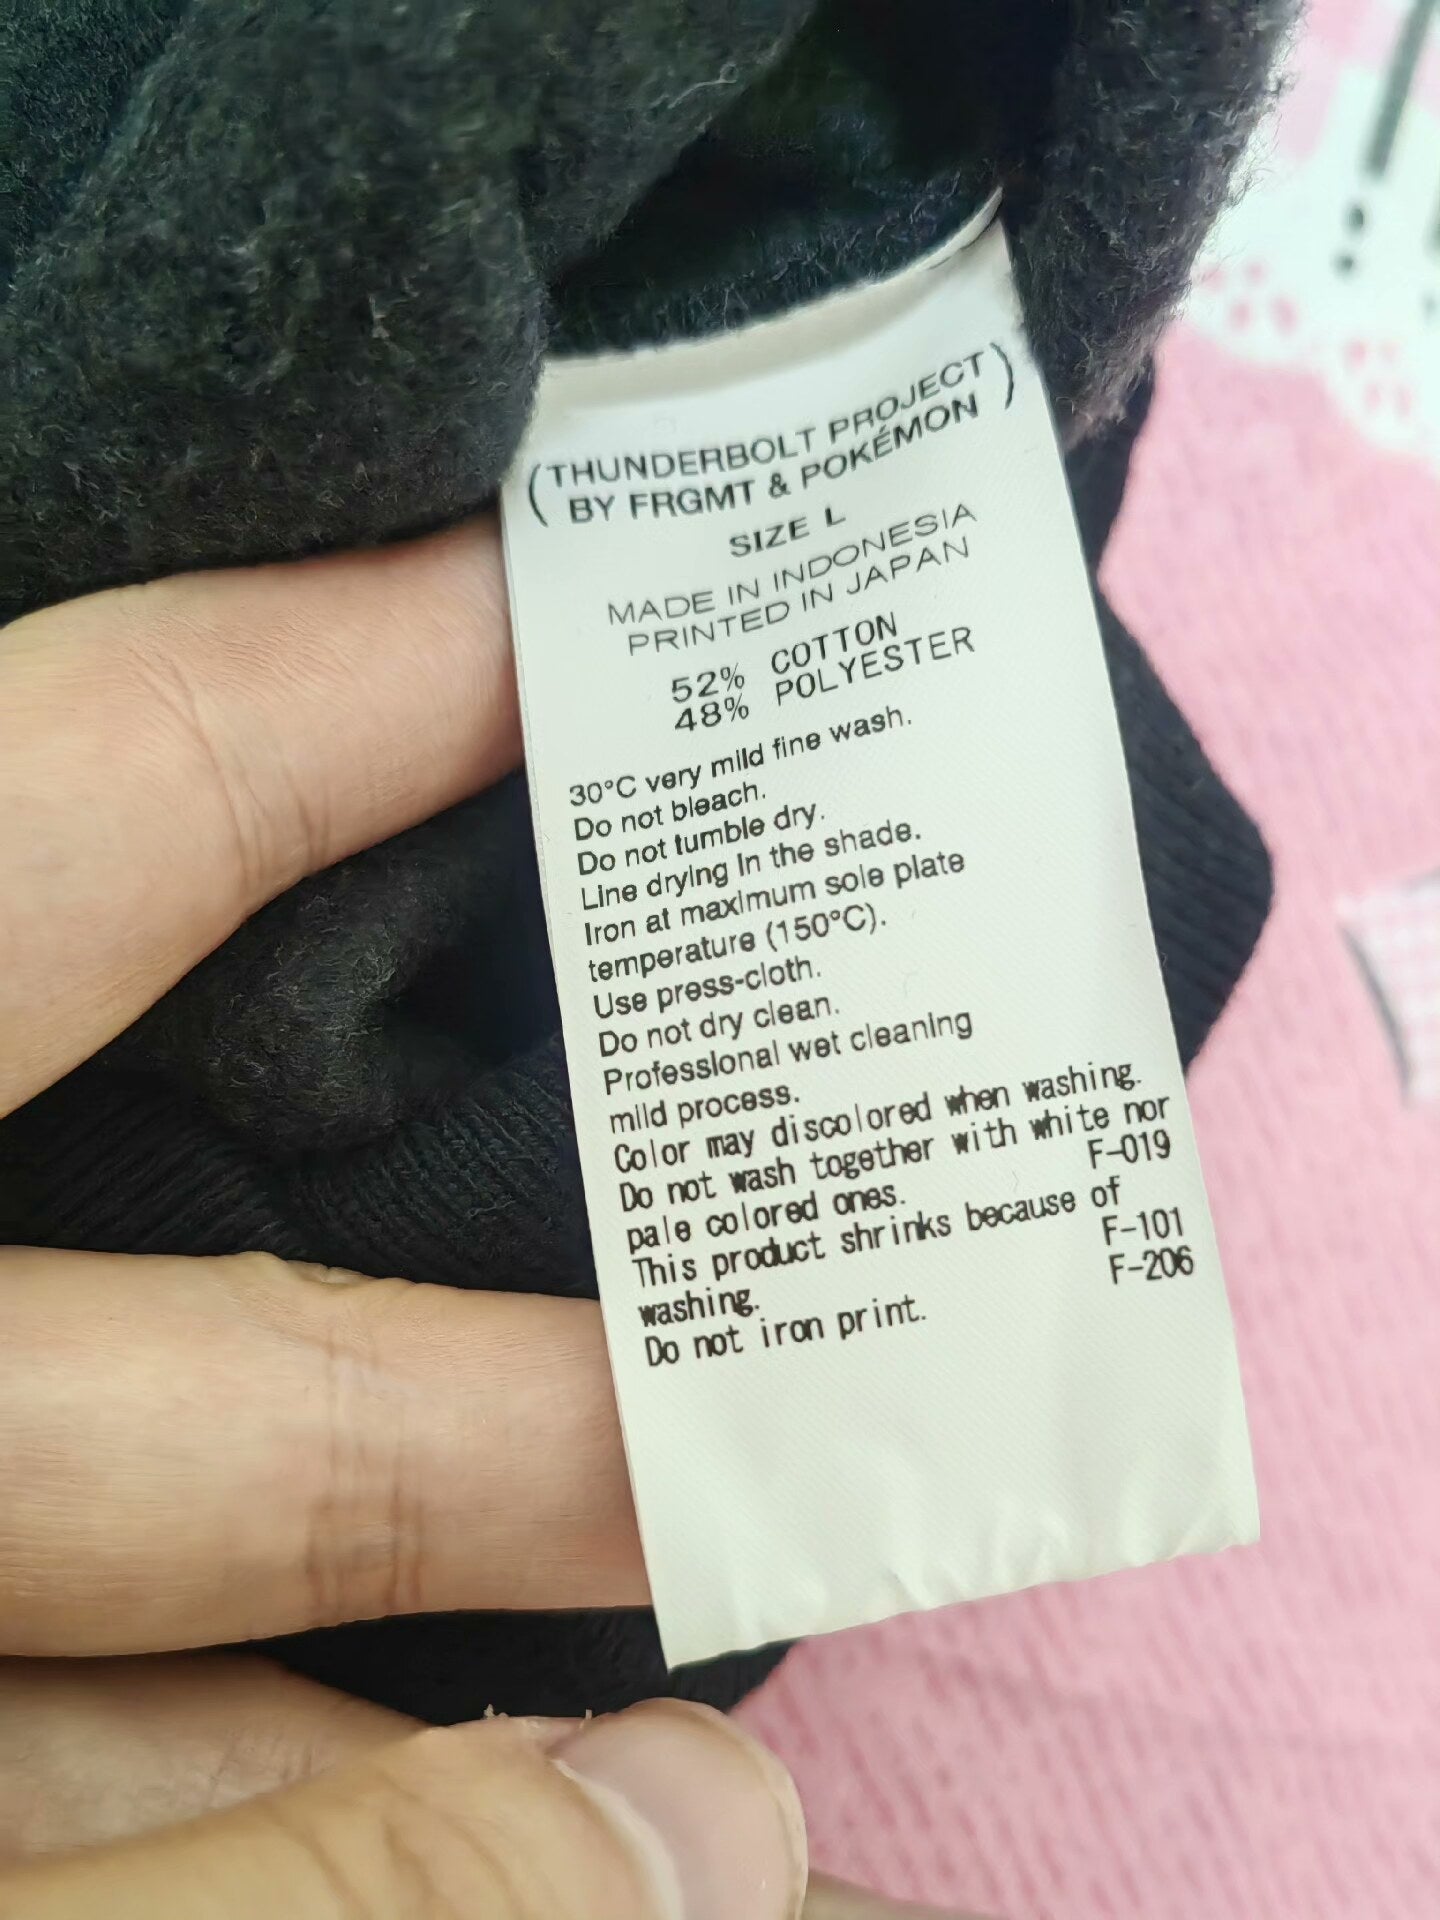 (THUNDERBOLT PROJECT
BY FRGMT & POKÉMON)
SIZE L
MADE IN INDONESIA
PRINTED IN JAPAN
52% COTTON
48% POLYESTER
30°C very mild fine wash.
Do not bleach.
Do not tumble dry.
Line drying in the shade.
Iron at maximum sole plate
temperature (150°C).
Use press-cloth.
Do not dry clean.
Professional wet cleaning
mild process.
Color may discolored when washing.
Do not wash together with white nor
pale colored ones. F-019
This product shrinks because of
washing. F-101
Do not iron print. F-206